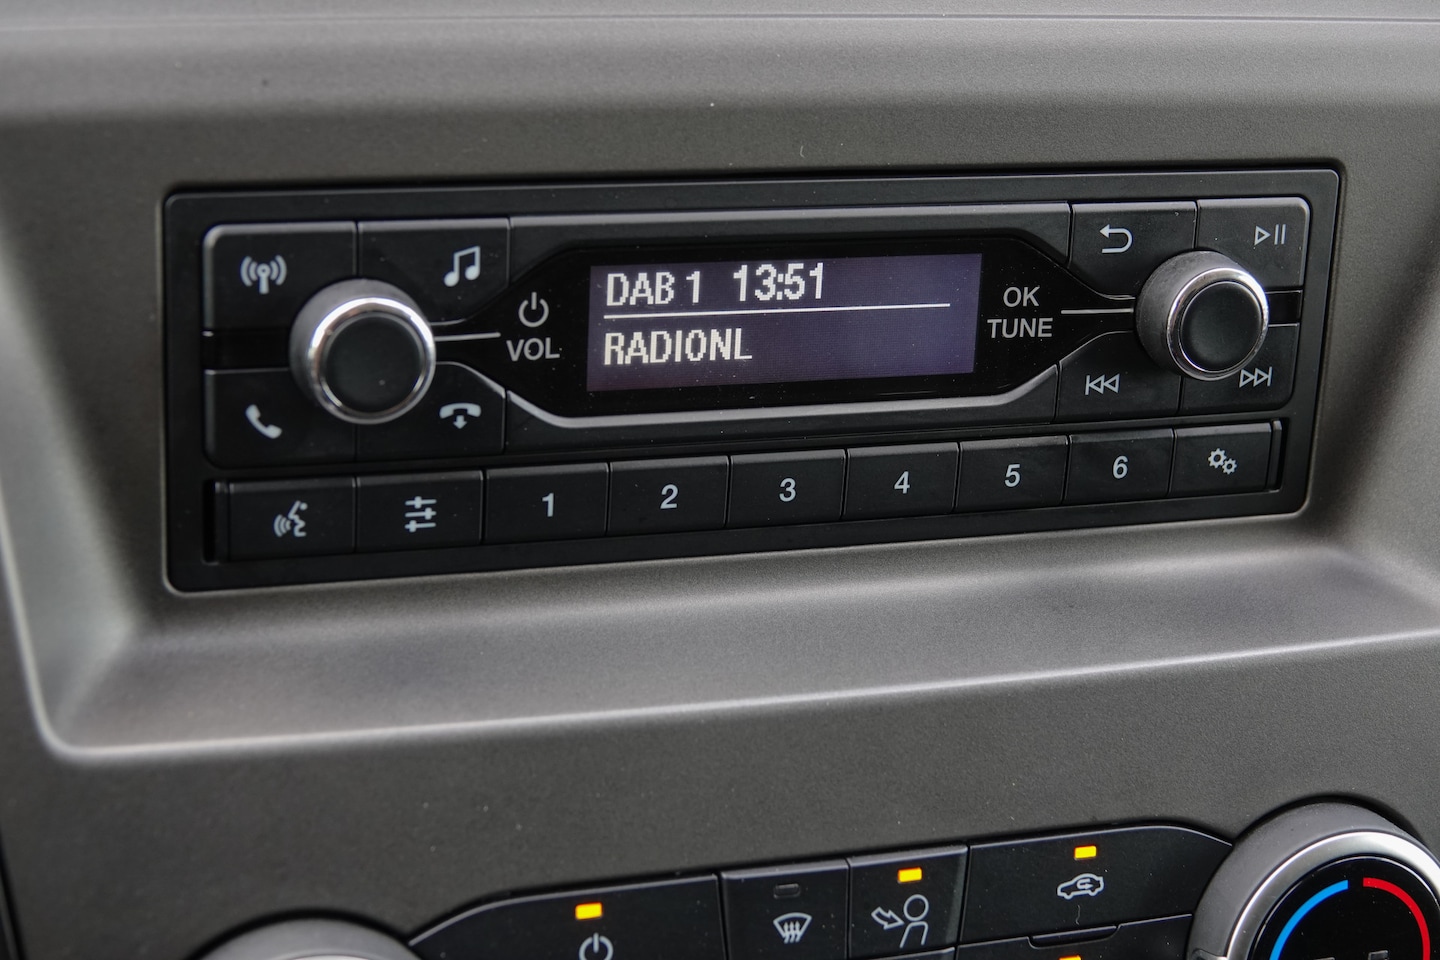 DAB 1 13:51
RADIONL
VOL
OK
TUNE
1 2 3 4 5 6